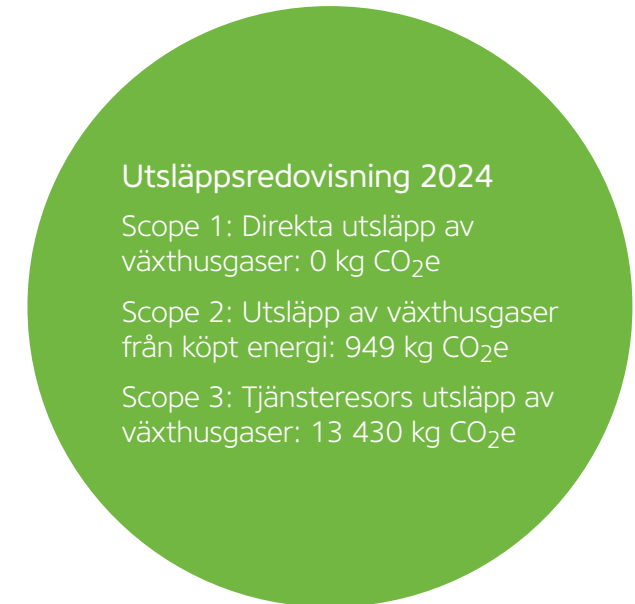 Utsläppsredovisning 2024
Scope 1: Direkta utsläpp av
växthusgaser: 0 kg CO₂e
Scope 2: Utsläpp av växthusgaser
från köpt energi: 949 kg CO₂e
Scope 3: Tjänsteresors utsläpp av
växthusgaser: 13 430 kg CO₂e